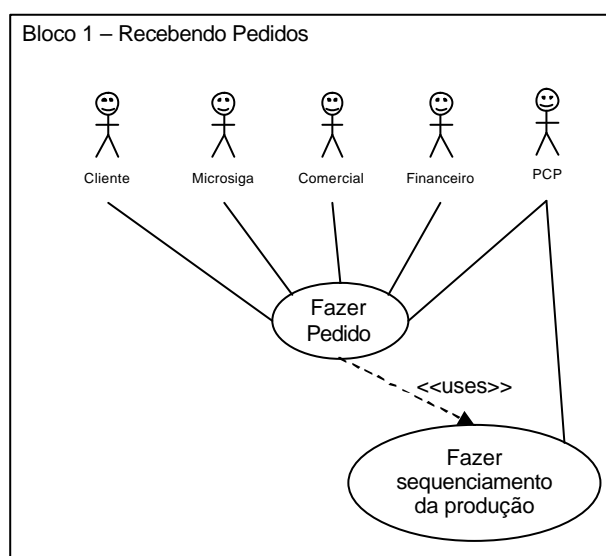 Bloco 1 – Recebendo Pedidos
Cliente
Microsiga
Comercial
Financeiro
PCP
Fazer
Pedido
<<uses>>
Fazer
sequenciamento
da produção